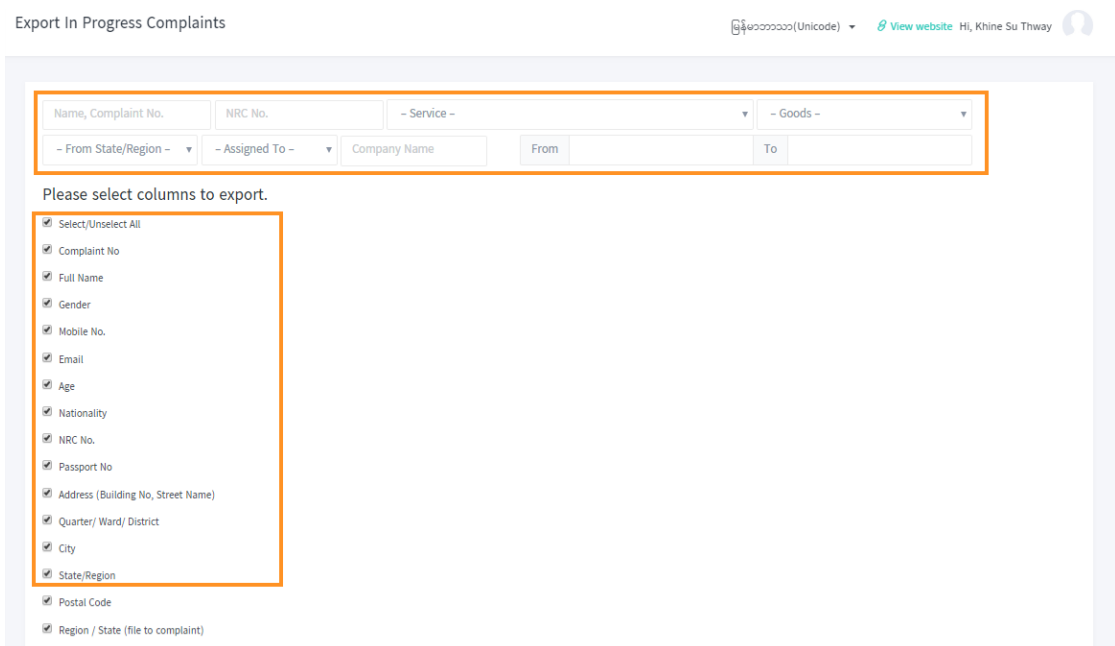 Export In Progress Complaints
မြန်မာဘာသာ(Unicode) View website Hi, Khine Su Thway
Name, Complaint No. NRC No. – Service – – Goods –
– From State/Region – – Assigned To – Company Name From To
Please select columns to export.
Select/Unselect All
Complaint No
Full Name
Gender
Mobile No.
Email
Age
Nationality
NRC No.
Passport No
Address (Building No, Street Name)
Quarter/ Ward/ District
City
State/Region
Postal Code
Region / State (file to complaint)